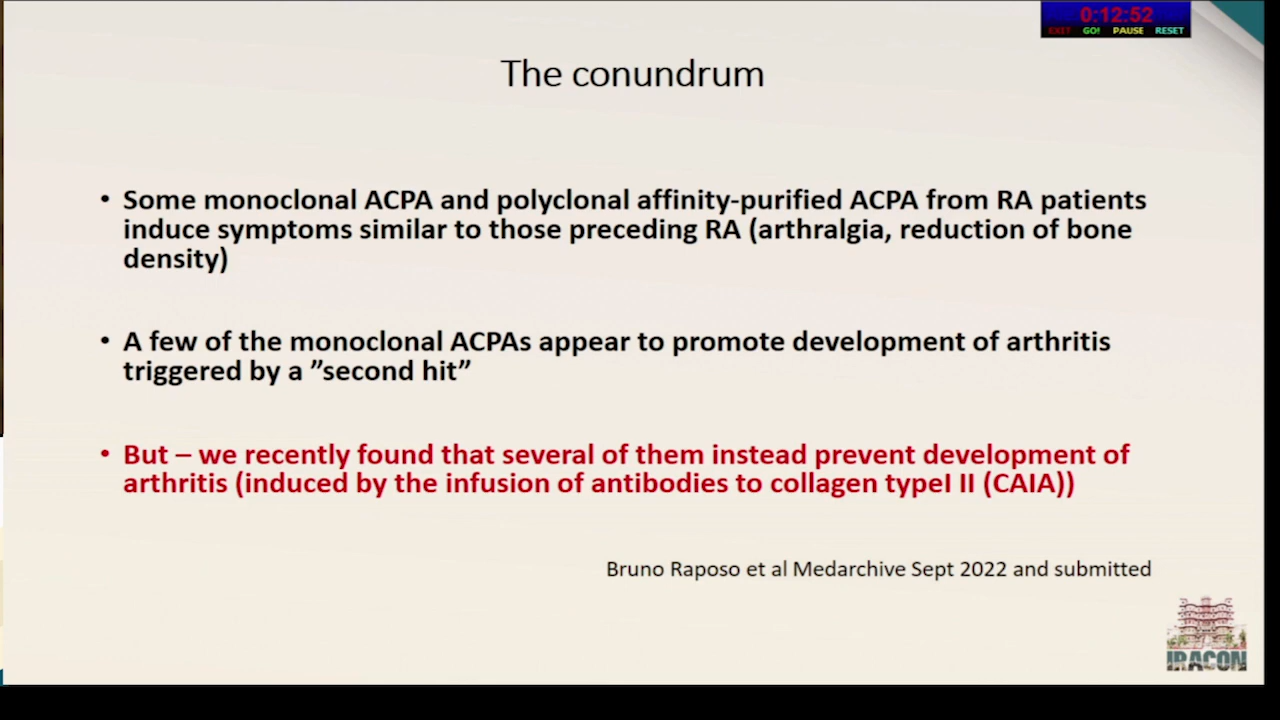 0:12:52
EXIT GO! PAUSE RESET
The conundrum
• Some monoclonal ACPA and polyclonal affinity-purified ACPA from RA patients
induce symptoms similar to those preceding RA (arthralgia, reduction of bone
density)
• A few of the monoclonal ACPAs appear to promote development of arthritis
triggered by a ”second hit”
• But – we recently found that several of them instead prevent development of
arthritis (induced by the infusion of antibodies to collagen typeI II (CAIA))
Bruno Raposo et al Medarchive Sept 2022 and submitted
IRACON